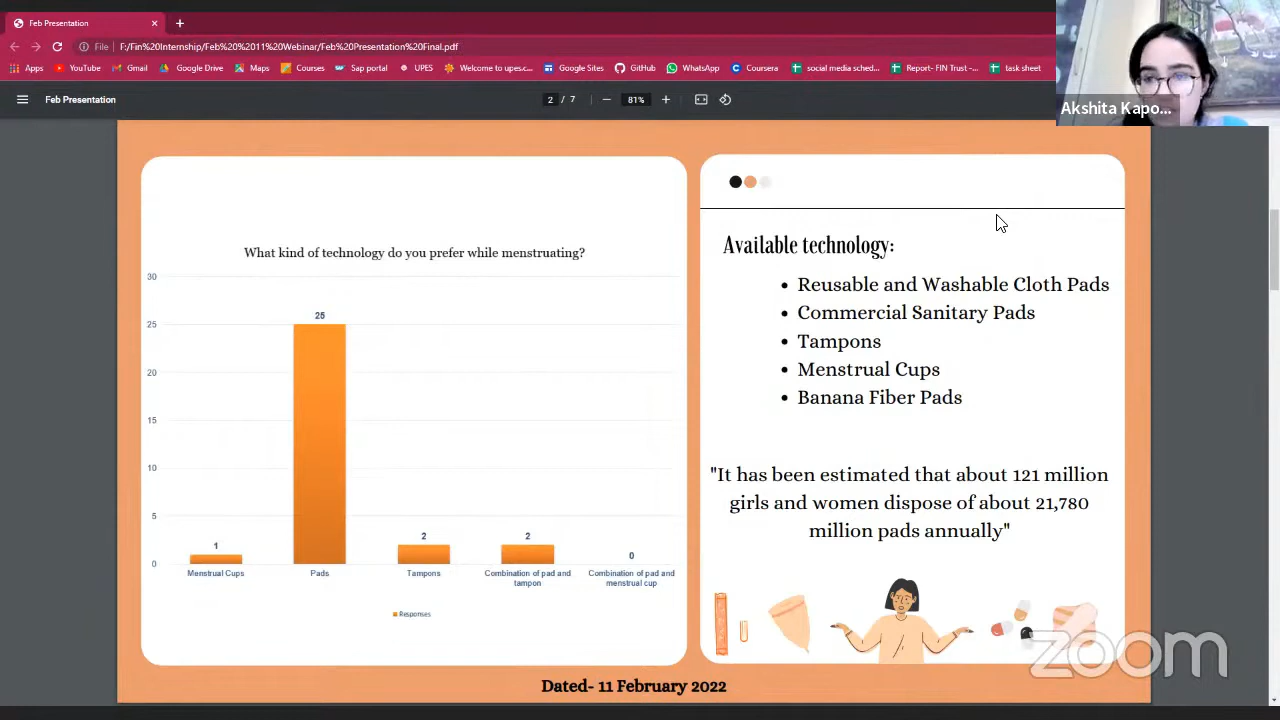 Feb Presentation
File
F:/Fin%20Internship/Feb%20%2011%20Webinar/Feb%20Presentation%20Final.pdf
Apps YouTube Gmail Google Drive Maps Courses Sap portal UPES Welcome to upes.c... Google Sites GitHub WhatsApp Coursera social media sched... Report- FIN Trust -... task sheet
Akshita Kapo...
Feb Presentation
2 / 7
81%
What kind of technology do you prefer while menstruating?
30
25
20
15
10
5
0
1
25
2
2
0
Menstrual Cups
Pads
Tampons
Combination of pad and
tampon
Combination of pad and
menstrual cup
Responses
Available technology:
• Reusable and Washable Cloth Pads
• Commercial Sanitary Pads
• Tampons
• Menstrual Cups
• Banana Fiber Pads
"It has been estimated that about 121 million
girls and women dispose of about 21,780
million pads annually"
zoom
Dated- 11 February 2022